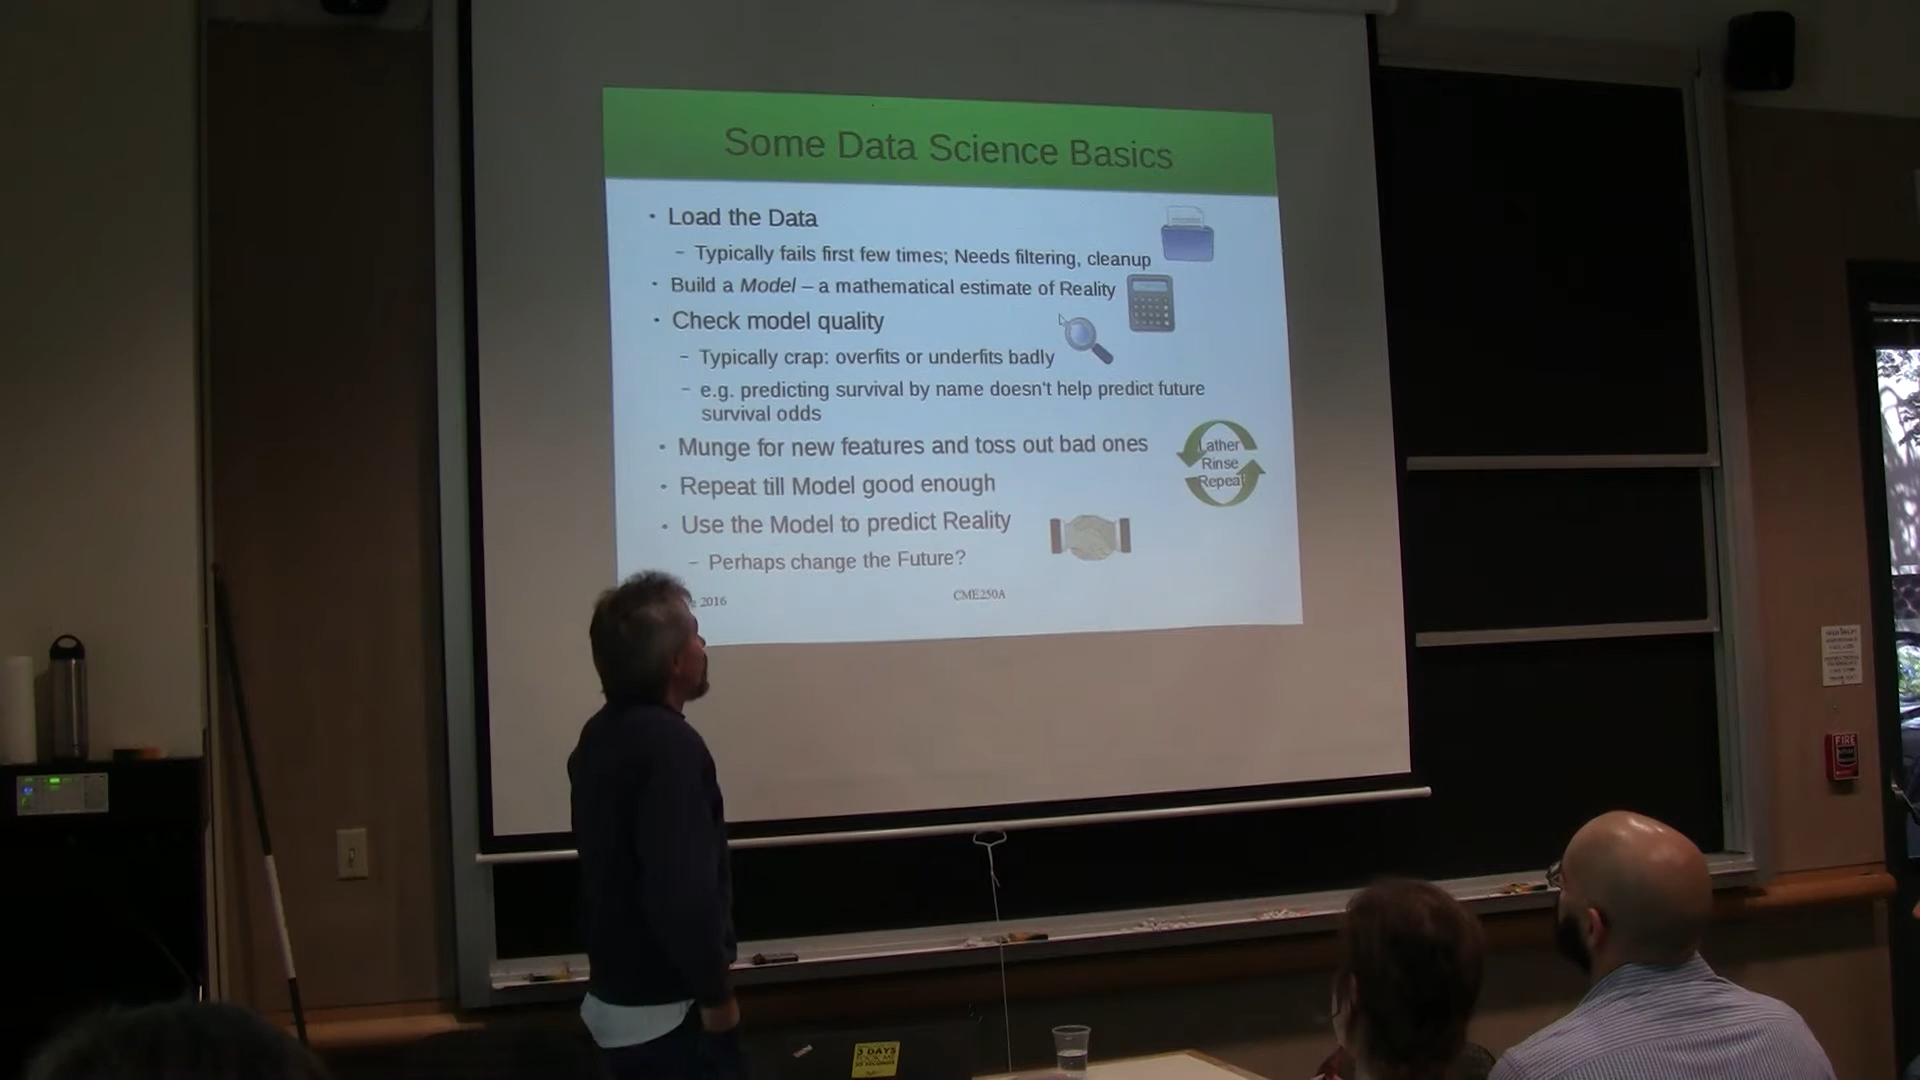 Some Data Science Basics
• Load the Data
– Typically fails first few times; Needs filtering, cleanup
• Build a Model – a mathematical estimate of Reality
• Check model quality
– Typically crap: overfits or underfits badly
– e.g. predicting survival by name doesn't help predict future
survival odds
• Munge for new features and toss out bad ones
Lather
Rinse
Repeat
• Repeat till Model good enough
• Use the Model to predict Reality
– Perhaps change the Future?
2016
CME250A
FIRE
3 DAYS